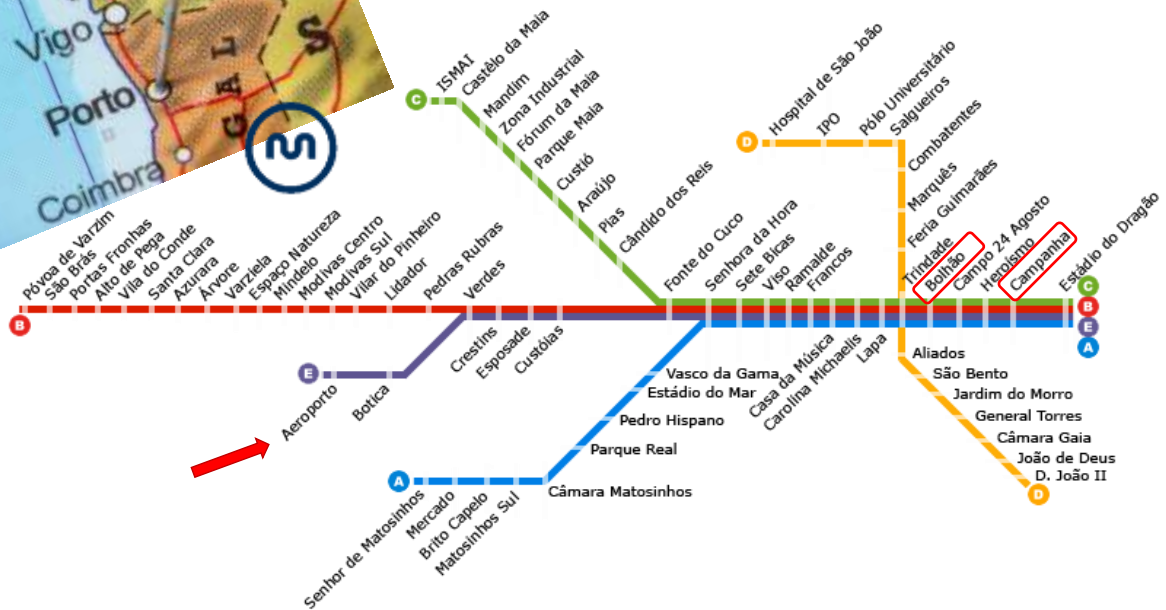 Vigo
Porto
Coimbra
G A L
S
C
ISMAI
Castêlo da Maia
Mandim
Zona Industrial
Fórum da Maia
Parque Maia
Custió
Araújo
Pias
Cândido dos Reis
Fonte do Cuco
Senhora da Hora
Sete Bicas
Viso
Ramalde
Francos
D
Hospital de São João
IPO
Pólo Universitário
Salgueiros
Combatentes
Marquês
Feria Guimarães
Trindade
Bolhão
Campo 24 Agosto
Heroísmo
Campanha
Estádio do Dragão
C
B
E
A
Póvoa de Varzim
São Brás
Portas Fronhas
Alto de Pega
Vila do Conde
Santa Clara
Azurara
Árvore
Varziela
Espaço Natureza
Mindelo
Modivas Centro
Modivas Sul
Vilar do Pinheiro
Lidador
Pedras Rubras
Verdes
B
Crestins
Esposade
Custóias
E
Aeroporto
Botica
Vasco da Gama
Estádio do Mar
Pedro Hispano
Parque Real
Câmara Matosinhos
Casa da Música
Carolina Michaelis
Lapa
Aliados
São Bento
Jardim do Morro
General Torres
Câmara Gaia
João de Deus
D. João II
D
A
Senhor de Matosinhos
Mercado
Brito Capelo
Matosinhos Sul